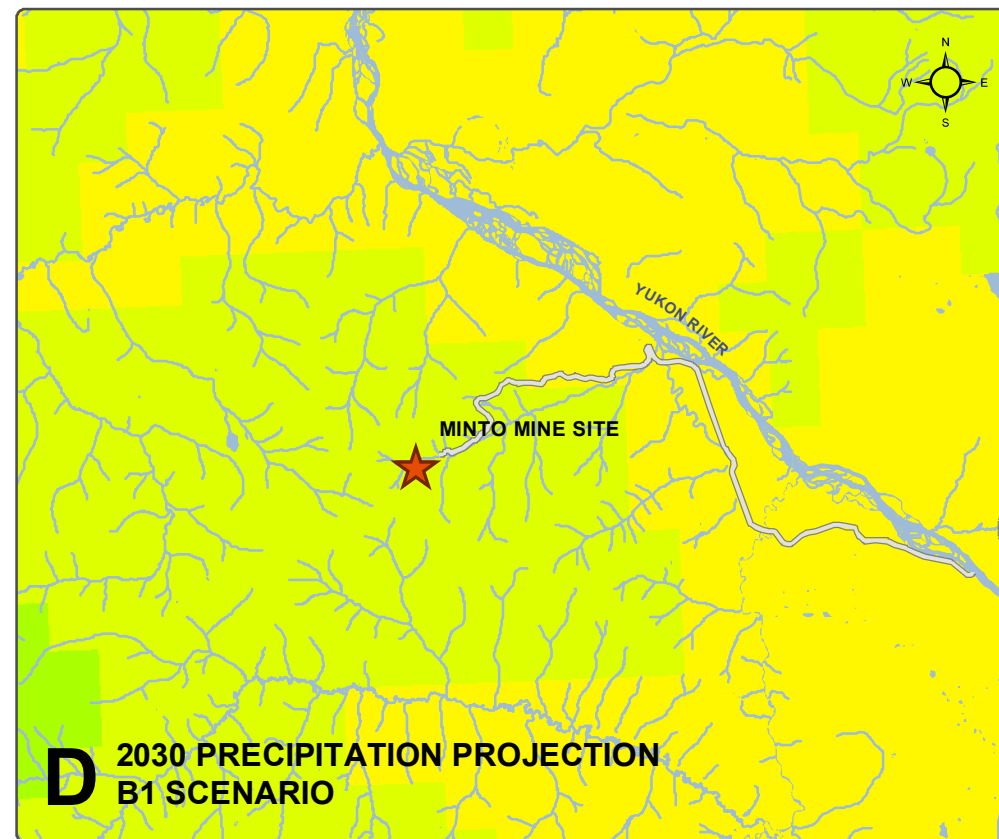 N
W E
S
YUKON RIVER
MINTO MINE SITE
D 2030 PRECIPITATION PROJECTION
B1 SCENARIO